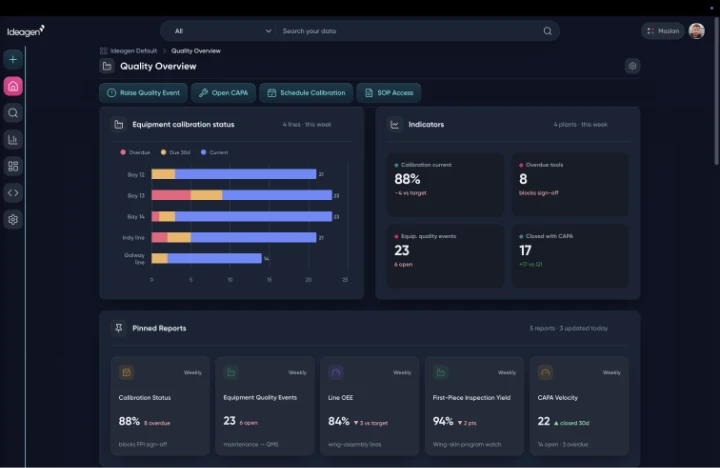 Ideagen
All
Search your data
Maslan
Ideagen Default > Quality Overview
Quality Overview
Raise Quality Event
Open CAPA
Schedule Calibration
SOP Access
Equipment calibration status
4 lines · this week
Overdue
Due 30d
Current
Bay 12
21
Bay 13
23
Bay 14
23
Indy line
21
Galway
line
14
0 5 10 15 20 25
Indicators
4 plants · this week
Calibration current
88%
-4 vs target
Overdue tools
8
blocks sign-off
Equip. quality events
23
6 open
Closed with CAPA
17
+17 vs Q1
Pinned Reports
5 reports · 3 updated today
Weekly
Calibration Status
88% 8 overdue
blocks FPI sign-off
Weekly
Equipment Quality Events
23 6 open
Weekly
Line OEE
84% ▼ 3 vs target
wing-assembly lines
Weekly
First-Piece Inspection Yield
94% ▼ 2 pts
Wing-skin program watch
Weekly
CAPA Velocity
22 ▲ closed 30d
14 open · 3 overdue